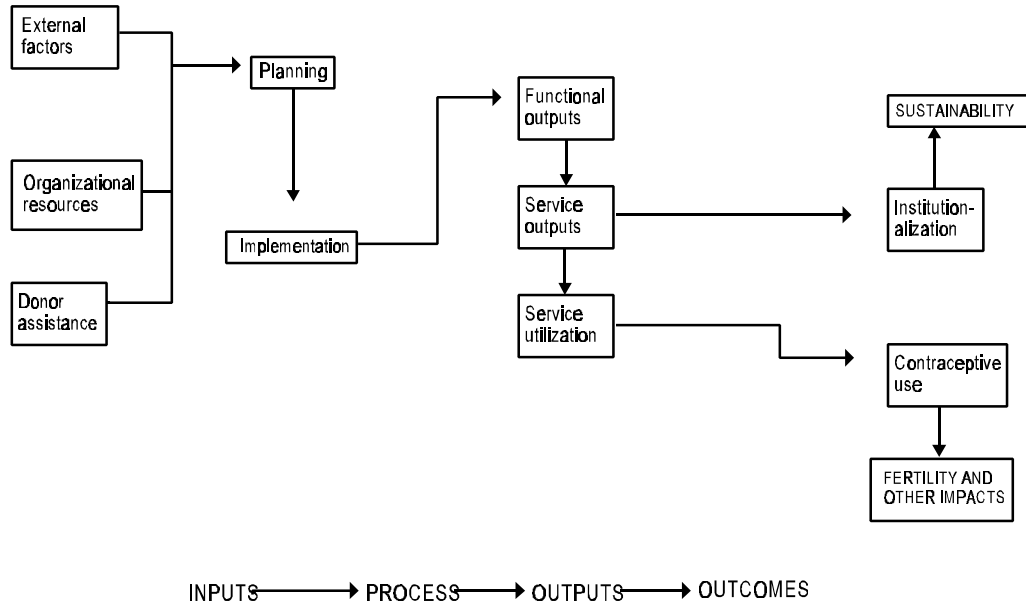 External
factors
Organizational
resources
Donor
assistance
Planning
Implementation
Functional
outputs
Service
outputs
Service
utilization
SUSTAINABILITY
Institution-
alization
Contraceptive
use
FERTILITY AND
OTHER IMPACTS
INPUTS PROCESS OUTPUTS OUTCOMES